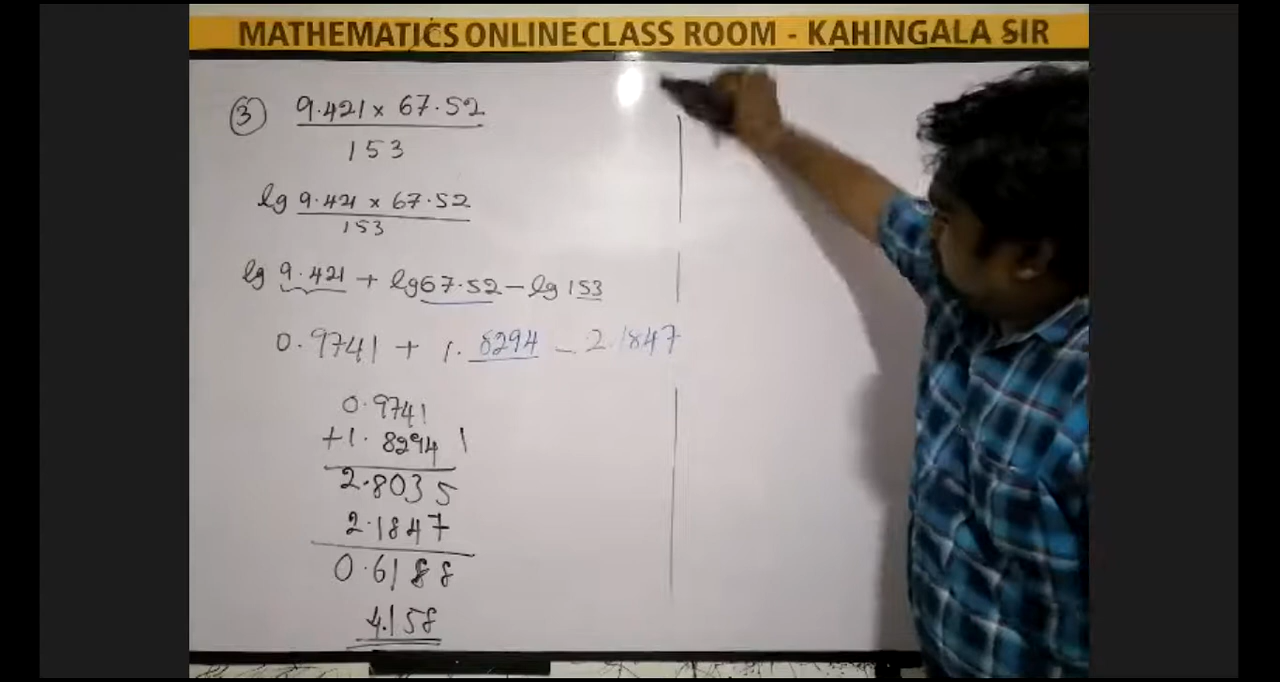 MATHEMATICS ONLINE CLASS ROOM - KAHINGALA SIR
③ 9.421 x 67.52
153
lg 9.421 x 67.52
153
lg 9.421 + lg 67.52 - lg 153
0.9741 + 1.8294 - 2.1847
0.9741
+1.8294 1
2.8035
2.1847
0.6188
4.158